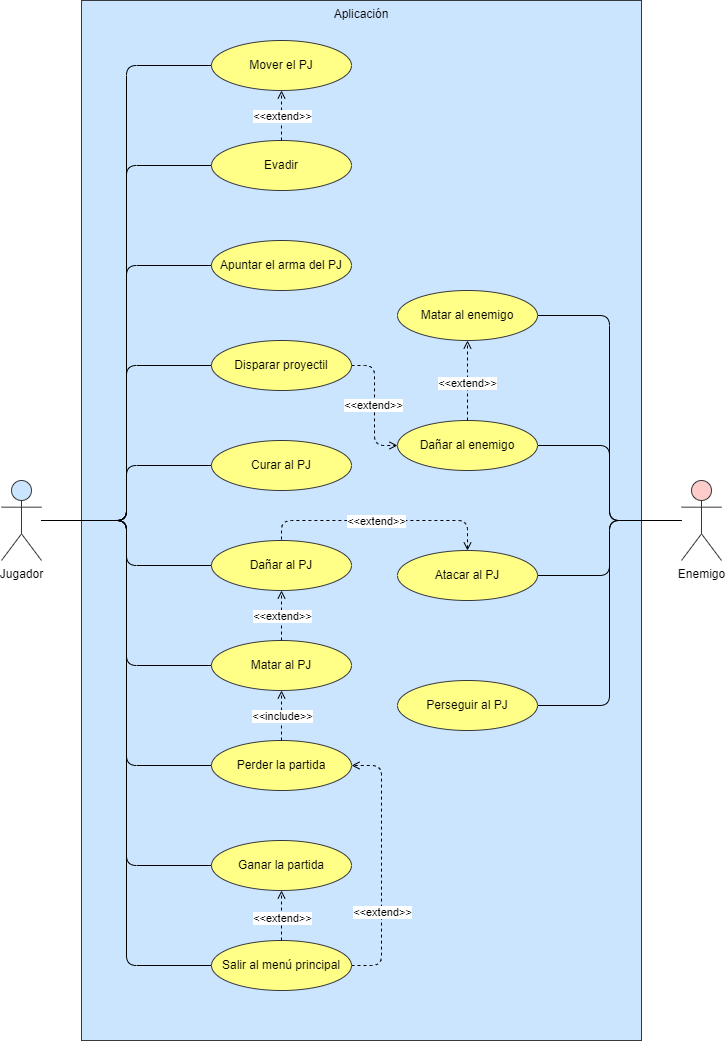 Aplicación
Mover el PJ
<<extend>>
Evadir
Apuntar el arma del PJ
Matar al enemigo
Disparar proyectil
<<extend>>
<<extend>>
Dañar al enemigo
Curar al PJ
<<extend>>
Dañar al PJ
Atacar al PJ
Jugador
Enemigo
<<extend>>
Matar al PJ
Perseguir al PJ
<<include>>
Perder la partida
Ganar la partida
<<extend>>
<<extend>>
Salir al menú principal